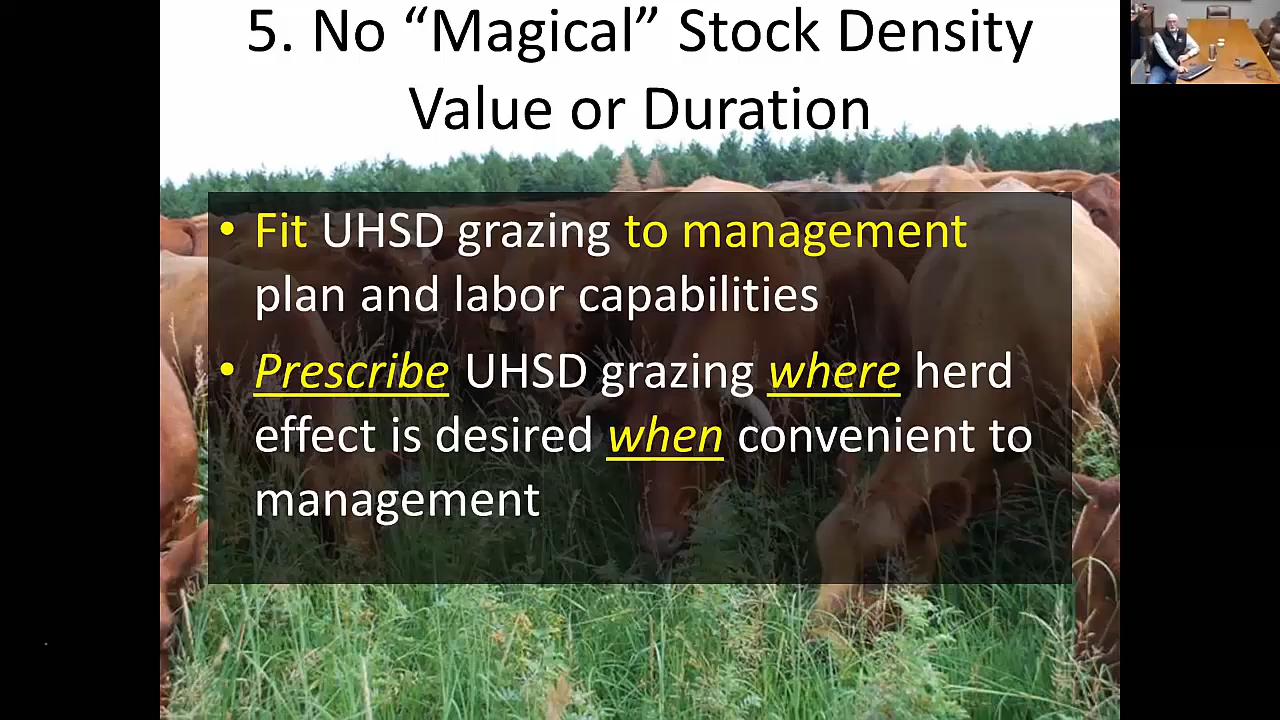 5. No “Magical” Stock Density
Value or Duration
• Fit UHSD grazing to management
plan and labor capabilities
• Prescribe UHSD grazing where herd
effect is desired when convenient to
management